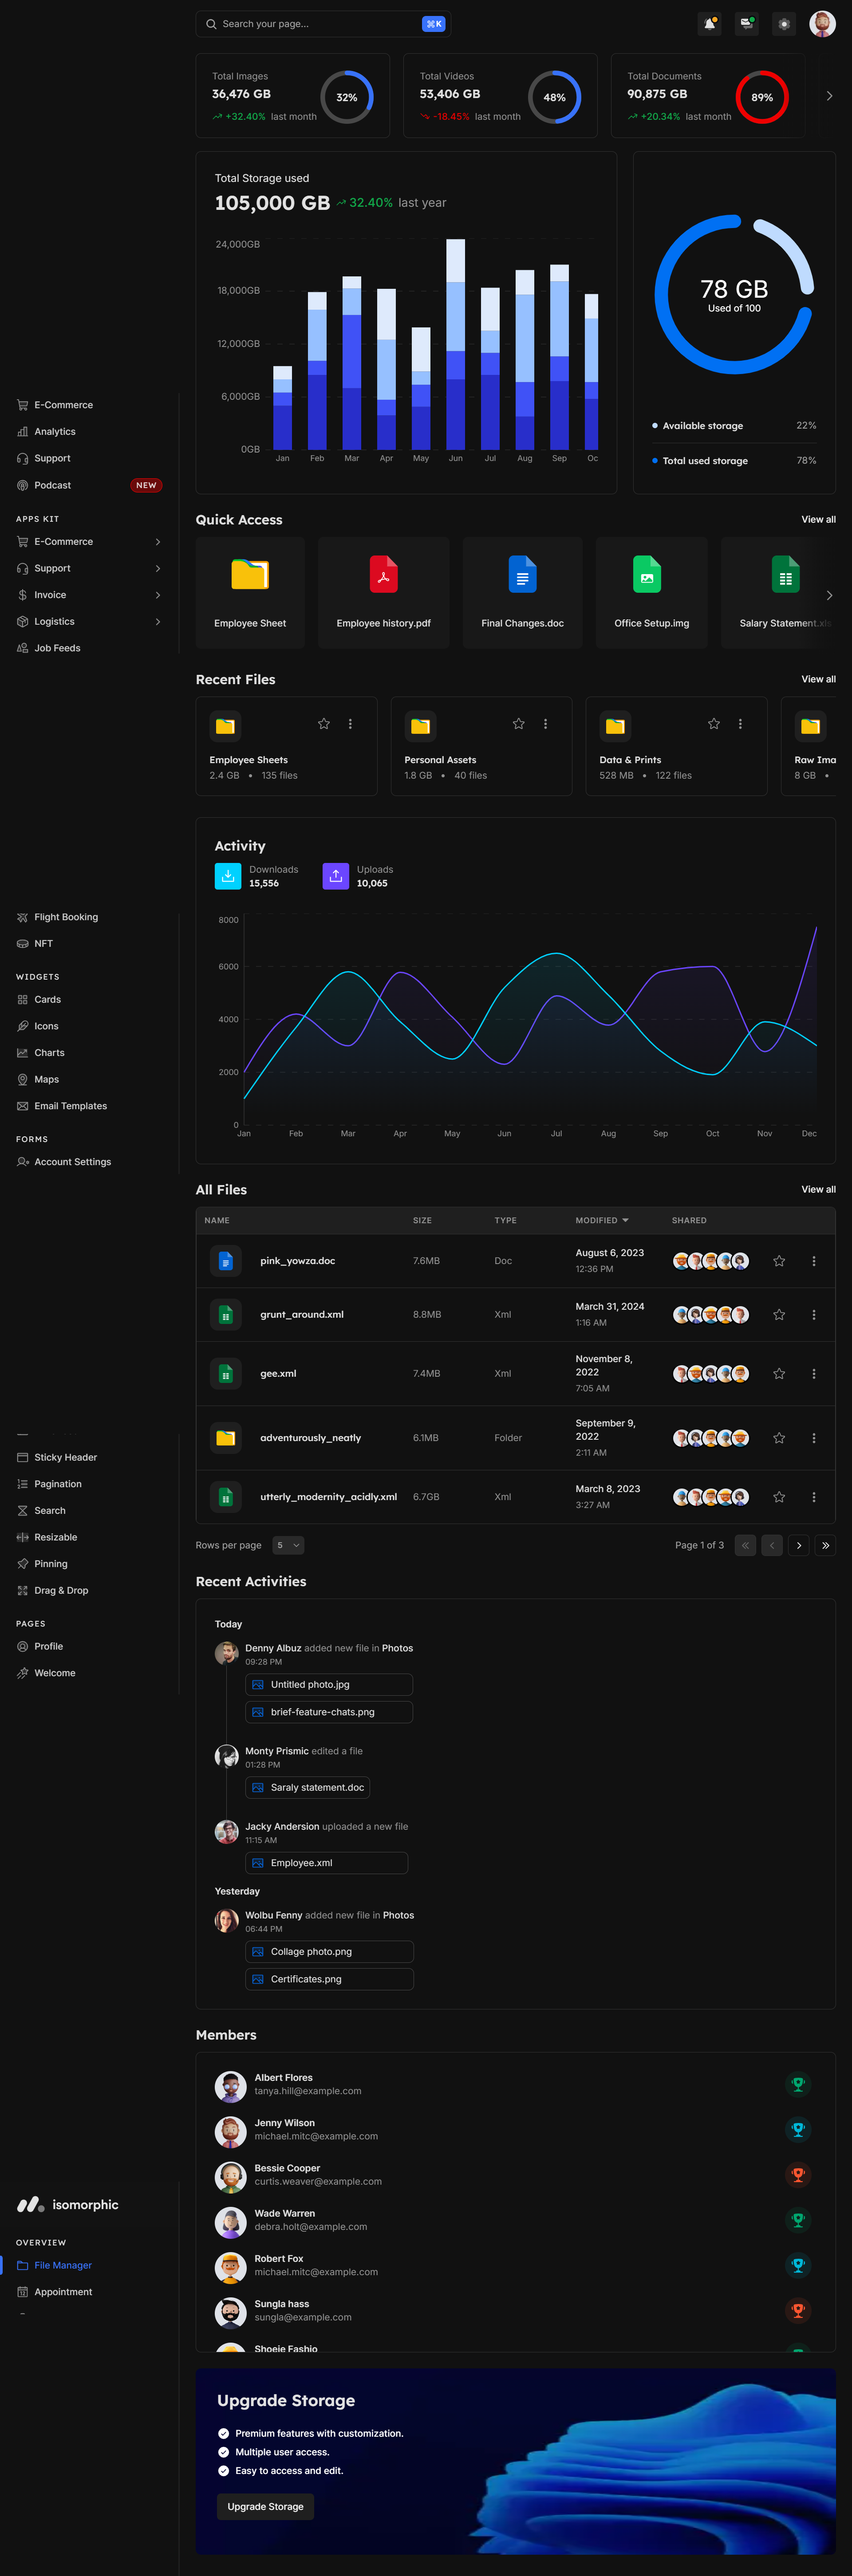 Search your page...
⌘K
Total Images
36,476 GB
+32.40% last month
32%
Total Videos
53,406 GB
-18.45% last month
48%
Total Documents
90,875 GB
+20.34% last month
89%
Total Storage used
105,000 GB 32.40% last year
24,000GB
18,000GB
12,000GB
6,000GB
0GB
Jan Feb Mar Apr May Jun Jul Aug Sep Oc
78 GB
Used of 100
Available storage 22%
Total used storage 78%
E-Commerce
Analytics
Support
Podcast NEW
APPS KIT
E-Commerce
Support
Invoice
Logistics
Job Feeds
Quick Access View all
Employee Sheet
Employee history.pdf
Final Changes.doc
Office Setup.img
Salary Statement.xls
Recent Files View all
Employee Sheets
2.4 GB • 135 files
Personal Assets
1.8 GB • 40 files
Data & Prints
528 MB • 122 files
Raw Ima
8 GB •
Activity
Downloads
15,556
Uploads
10,065
8000
6000
4000
2000
0
Jan Feb Mar Apr May Jun Jul Aug Sep Oct Nov Dec
Flight Booking
NFT
WIDGETS
Cards
Icons
Charts
Maps
Email Templates
FORMS
Account Settings
All Files View all
NAME SIZE TYPE MODIFIED SHARED
pink_yowza.doc 7.6MB Doc August 6, 2023
12:36 PM
grunt_around.xml 8.8MB Xml March 31, 2024
1:16 AM
gee.xml 7.4MB Xml November 8,
2022
7:05 AM
adventurously_neatly 6.1MB Folder September 9,
2022
2:11 AM
utterly_modernity_acidly.xml 6.7GB Xml March 8, 2023
3:27 AM
Rows per page 5 Page 1 of 3
Sticky Header
Pagination
Search
Resizable
Pinning
Drag & Drop
PAGES
Profile
Welcome
Recent Activities
Today
Denny Albuz added new file in Photos
09:28 PM
Untitled photo.jpg
brief-feature-chats.png
Monty Prismic edited a file
01:28 PM
Saraly statement.doc
Jacky Andersion uploaded a new file
11:15 AM
Employee.xml
Yesterday
Wolbu Fenny added new file in Photos
06:44 PM
Collage photo.png
Certificates.png
Members
Albert Flores
tanya.hill@example.com
Jenny Wilson
michael.mitc@example.com
Bessie Cooper
curtis.weaver@example.com
Wade Warren
debra.holt@example.com
Robert Fox
michael.mitc@example.com
Sungla hass
sungla@example.com
Shoeie Fashio
isomorphic
OVERVIEW
File Manager
Appointment
Upgrade Storage
Premium features with customization.
Multiple user access.
Easy to access and edit.
Upgrade Storage